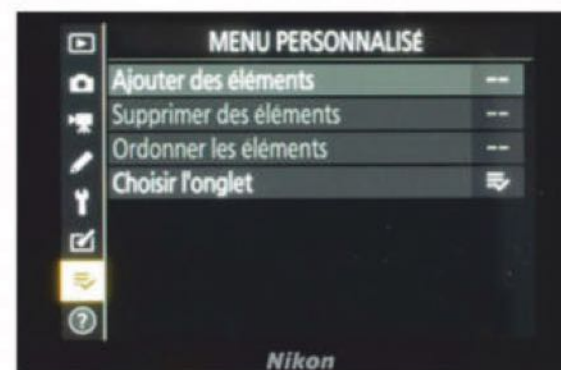 MENU PERSONNALISÉ
Ajouter des éléments --
Supprimer des éléments --
Ordonner les éléments --
Choisir l'onglet
?
Nikon